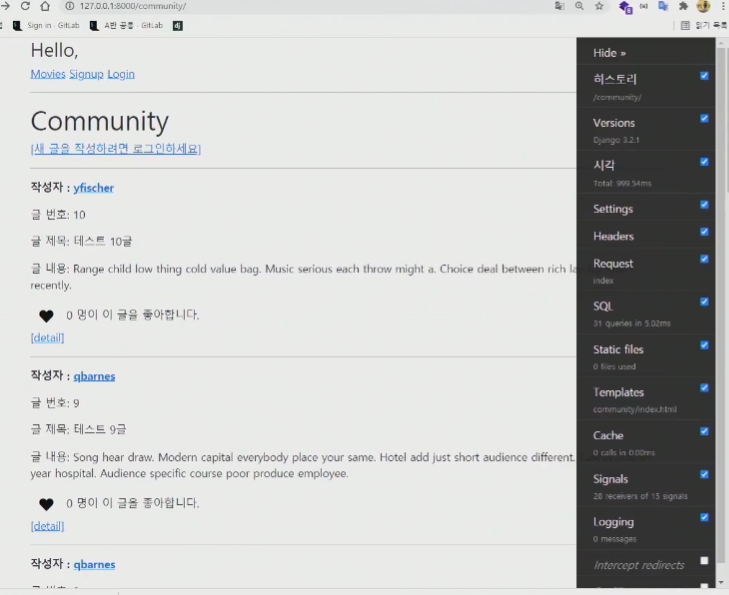 127.0.0.1:8000/community/
Sign in · GitLab
A반 공통 · GitLab
dj
읽기 목록
Hello,
Movies Signup Login
Community
[새 글을 작성하려면 로그인하세요]
작성자 : yfischer
글 번호: 10
글 제목: 테스트 10글
글 내용: Range child low thing cold value bag. Music serious each throw might a. Choice deal between rich
recently.
0 명이 이 글을 좋아합니다.
[detail]
작성자 : qbarnes
글 번호: 9
글 제목: 테스트 9글
글 내용: Song hear draw. Modern capital everybody place your same. Hotel add just short audience different.
year hospital. Audience specific course poor produce employee.
0 명이 이 글을 좋아합니다.
[detail]
작성자 : qbarnes
Hide »
히스토리
/community/
Versions
Django 3.2.1
시각
Total: 999.54ms
Settings
Headers
Request
index
SQL
31 queries in 5.02ms
Static files
0 files used
Templates
community/index.html
Cache
0 calls in 0.00ms
Signals
28 receivers of 15 signals
Logging
0 messages
Intercept redirects